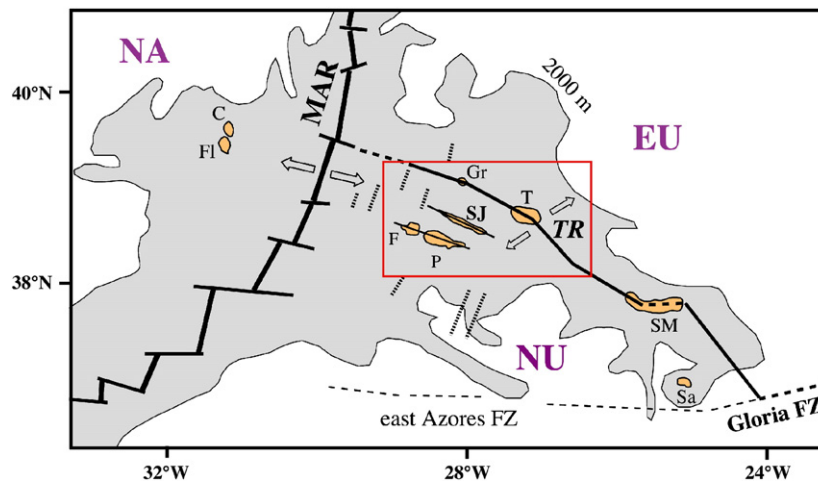 NA
2000 m
EU
40°N
MAR
C
Fl
Gr
T
SJ
TR
F
P
38°N
SM
NU
Sa
east Azores FZ
Gloria FZ
32°W
28°W
24°W